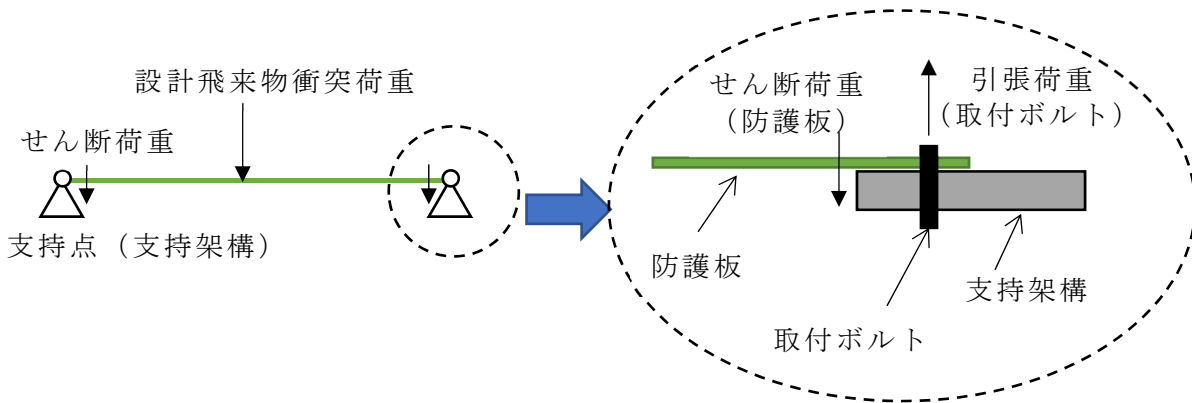 設計飛来物衝突荷重
せん断荷重
支持点（支持架構）
せん断荷重
（防護板）
引張荷重
（取付ボルト）
防護板
支持架構
取付ボルト